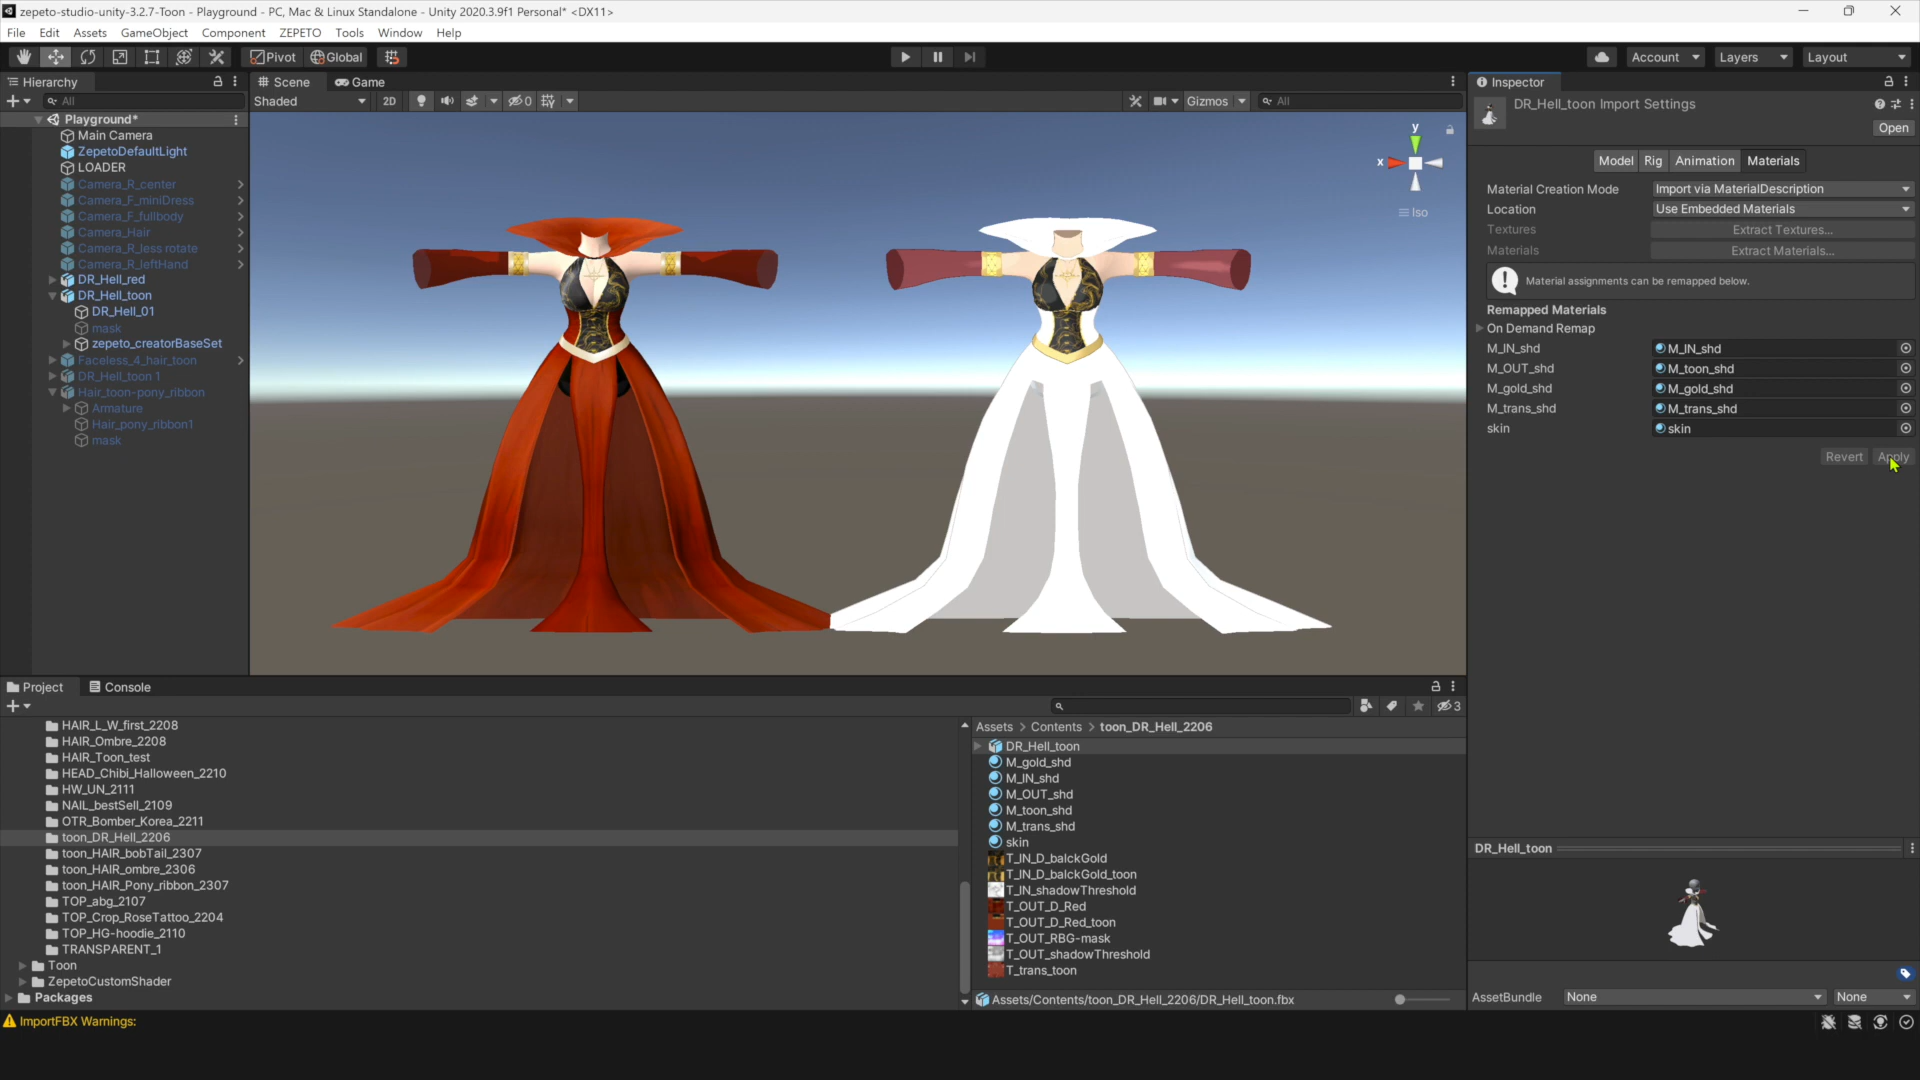 zepeto-studio-unity-3.2.7-Toon - Playground - PC, Mac & Linux Standalone - Unity 2020.3.9f1 Personal* <DX11>
File Edit Assets GameObject Component ZEPETO Tools Window Help
Pivot Global Account Layers Layout
Hierarchy
All
Playground*
Main Camera
ZepetoDefaultLight
LOADER
Camera_R_center
Camera_F_miniDress
Camera_F_fullbody
Camera_Hair
Camera_R_less rotate
Camera_R_leftHand
DR_Hell_red
DR_Hell_toon
DR_Hell_01
mask
zepeto_creatorBaseSet
Faceless_4_hair_toon
DR_Hell_toon 1
Hair_toon-pony_ribbon
Armature
Hair_pony_ribbon1
mask
Scene Game
Shaded 2D 0 Gizmos All
y
x
Iso
Inspector
DR_Hell_toon Import Settings
Open
Model Rig Animation Materials
Material Creation Mode Import via MaterialDescription
Location Use Embedded Materials
Textures Extract Textures...
Materials Extract Materials...
Material assignments can be remapped below.
Remapped Materials
On Demand Remap
M_IN_shd M_IN_shd
M_OUT_shd M_toon_shd
M_gold_shd M_gold_shd
M_trans_shd M_trans_shd
skin skin
Revert Apply
Project Console
3
HAIR_L_W_first_2208
HAIR_Ombre_2208
HAIR_Toon_test
HEAD_Chibi_Halloween_2210
HW_UN_2111
NAIL_bestSell_2109
OTR_Bomber_Korea_2211
toon_DR_Hell_2206
toon_HAIR_bobTail_2307
toon_HAIR_ombre_2306
toon_HAIR_Pony_ribbon_2307
TOP_abg_2107
TOP_Crop_RoseTattoo_2204
TOP_HG-hoodie_2110
TRANSPARENT_1
Toon
ZepetoCustomShader
Packages
Assets > Contents > toon_DR_Hell_2206
DR_Hell_toon
M_gold_shd
M_IN_shd
M_OUT_shd
M_toon_shd
M_trans_shd
skin
T_IN_D_balckGold
T_IN_D_balckGold_toon
T_IN_shadowThreshold
T_OUT_D_Red
T_OUT_D_Red_toon
T_OUT_RBG-mask
T_OUT_shadowThreshold
T_trans_toon
Assets/Contents/toon_DR_Hell_2206/DR_Hell_toon.fbx
DR_Hell_toon
AssetBundle None None
ImportFBX Warnings: